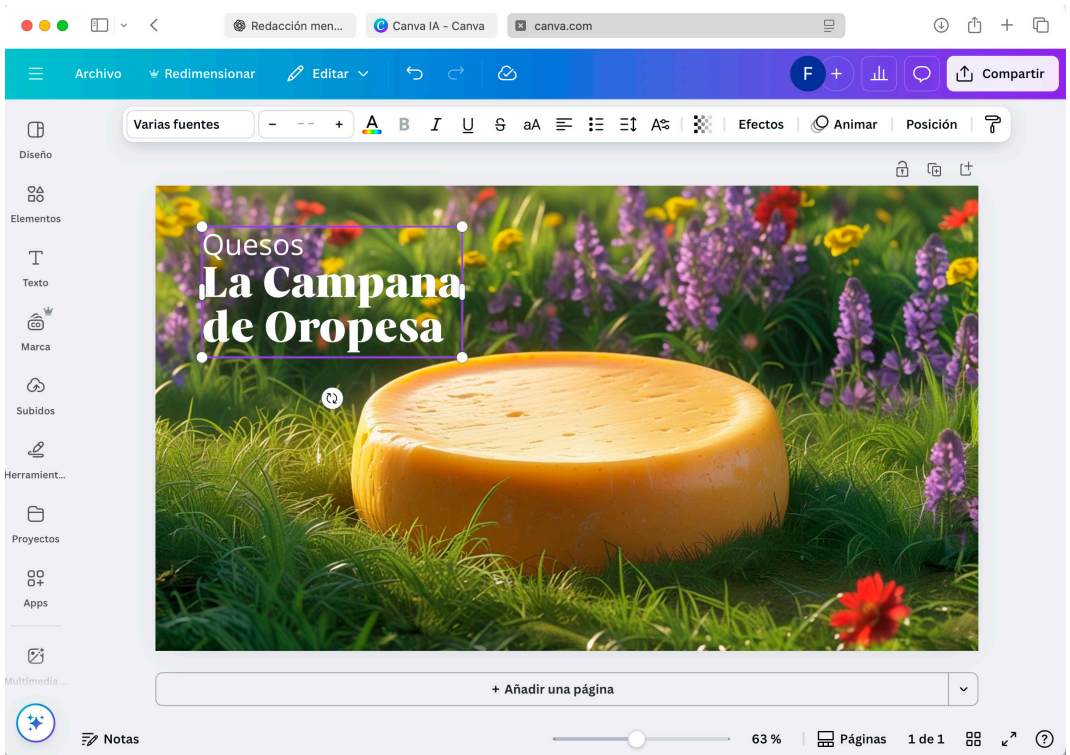 Redacción men...
Canva IA - Canva
canva.com
Archivo
Redimensionar
Editar
F
+
Compartir
Varias fuentes
- -- +
A
B I U S aA
Efectos
Animar
Posición
Diseño
Elementos
T
Texto
CO
Marca
Subidos
Herramient...
Proyectos
Apps
Multimedia ...
Quesos
La Campana
de Oropesa
+ Añadir una página
Notas
63 %
Páginas
1 de 1
?